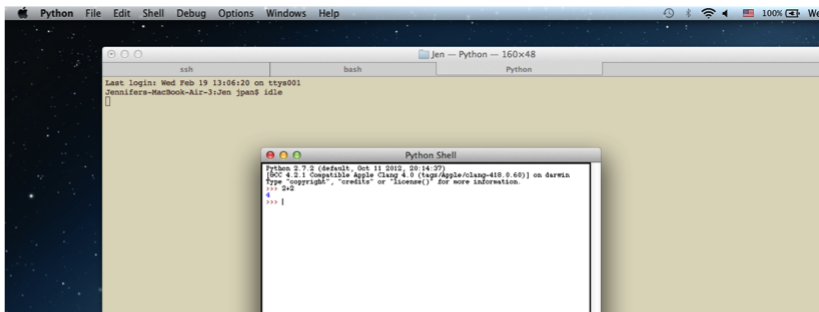 Python File Edit Shell Debug Options Windows Help 100% We
Jen — Python — 160×48
ssh bash Python
Last login: Wed Feb 19 13:06:20 on ttys001
Jennifers-MacBook-Air-3:Jen jpan$ idle
Python Shell
Python 2.7.2 (default, Oct 11 2012, 20:14:37)
[GCC 4.2.1 Compatible Apple Clang 4.0 (tags/Apple/clang-418.0.60)] on darwin
Type "copyright", "credits" or "license()" for more information.
>>> 2+2
4
>>>